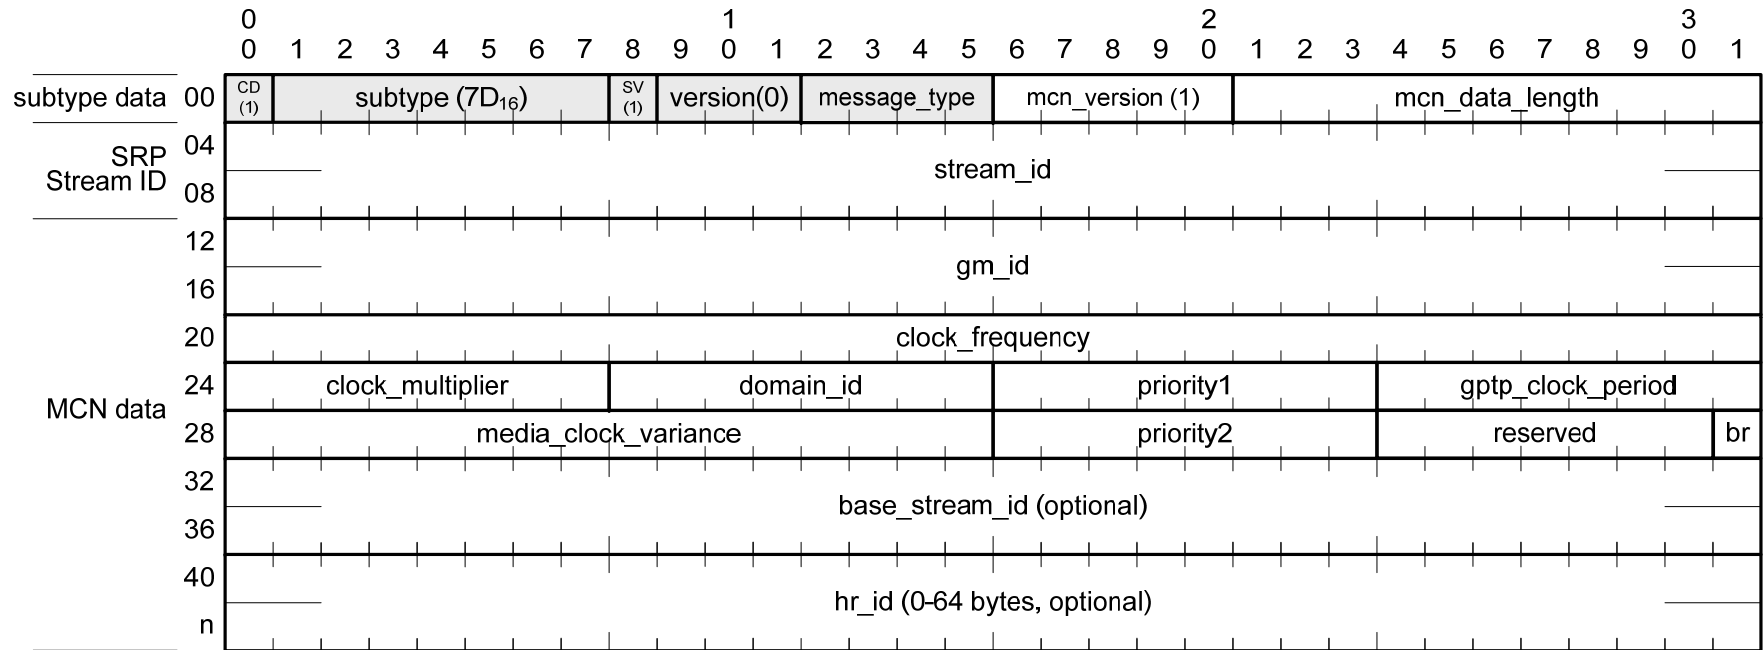 0 1 2 3
0 1 2 3 4 5 6 7 8 9 0 1 2 3 4 5 6 7 8 9 0 1 2 3 4 5 6 7 8 9 0 1
subtype data 00 CD (1) subtype (7D₁₆) SV (1) version(0) message_type mcn_version (1) mcn_data_length
SRP Stream ID 04
stream_id
08
12
gm_id
16
20 clock_frequency
MCN data 24 clock_multiplier domain_id priority1 gptp_clock_period
28 media_clock_variance priority2 reserved br
32
base_stream_id (optional)
36
40
hr_id (0-64 bytes, optional)
n